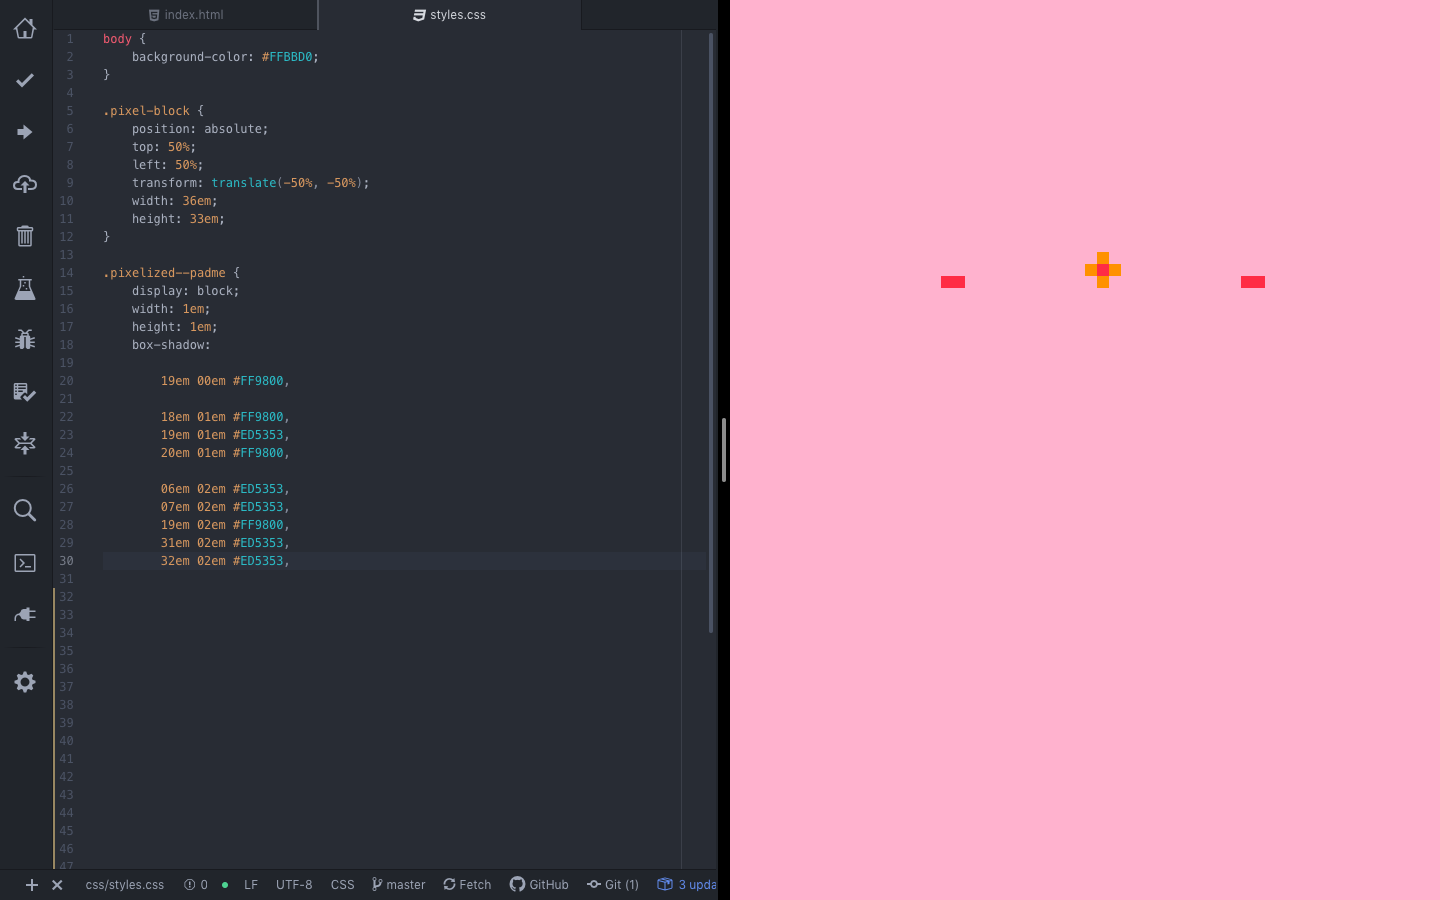 index.html
styles.css
1 body {
2 background-color: #FFBBD0;
3 }
4
5 .pixel-block {
6 position: absolute;
7 top: 50%;
8 left: 50%;
9 transform: translate(-50%, -50%);
10 width: 36em;
11 height: 33em;
12 }
13
14 .pixelized--padme {
15 display: block;
16 width: 1em;
17 height: 1em;
18 box-shadow:
19
20 19em 00em #FF9800,
21
22 18em 01em #FF9800,
23 19em 01em #ED5353,
24 20em 01em #FF9800,
25
26 06em 02em #ED5353,
27 07em 02em #ED5353,
28 19em 02em #FF9800,
29 31em 02em #ED5353,
30 32em 02em #ED5353,
31
32
33
34
35
36
37
38
39
40
41
42
43
44
45
46
47
css/styles.css 0 LF UTF-8 CSS master Fetch GitHub Git (1) 3 upda